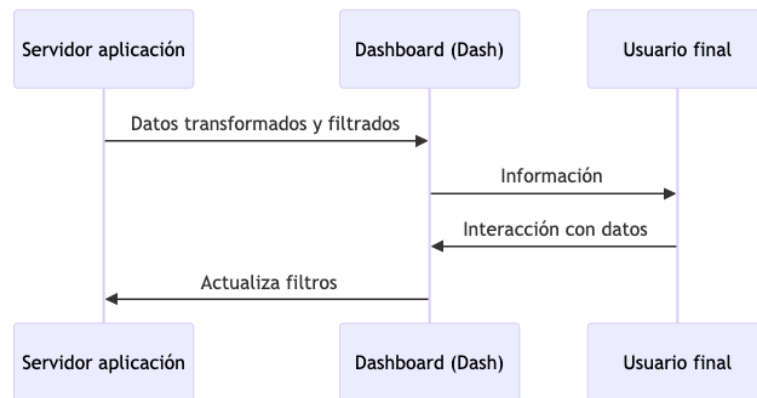 Servidor aplicación
Dashboard (Dash)
Usuario final
Datos transformados y filtrados
Información
Interacción con datos
Actualiza filtros
Servidor aplicación
Dashboard (Dash)
Usuario final